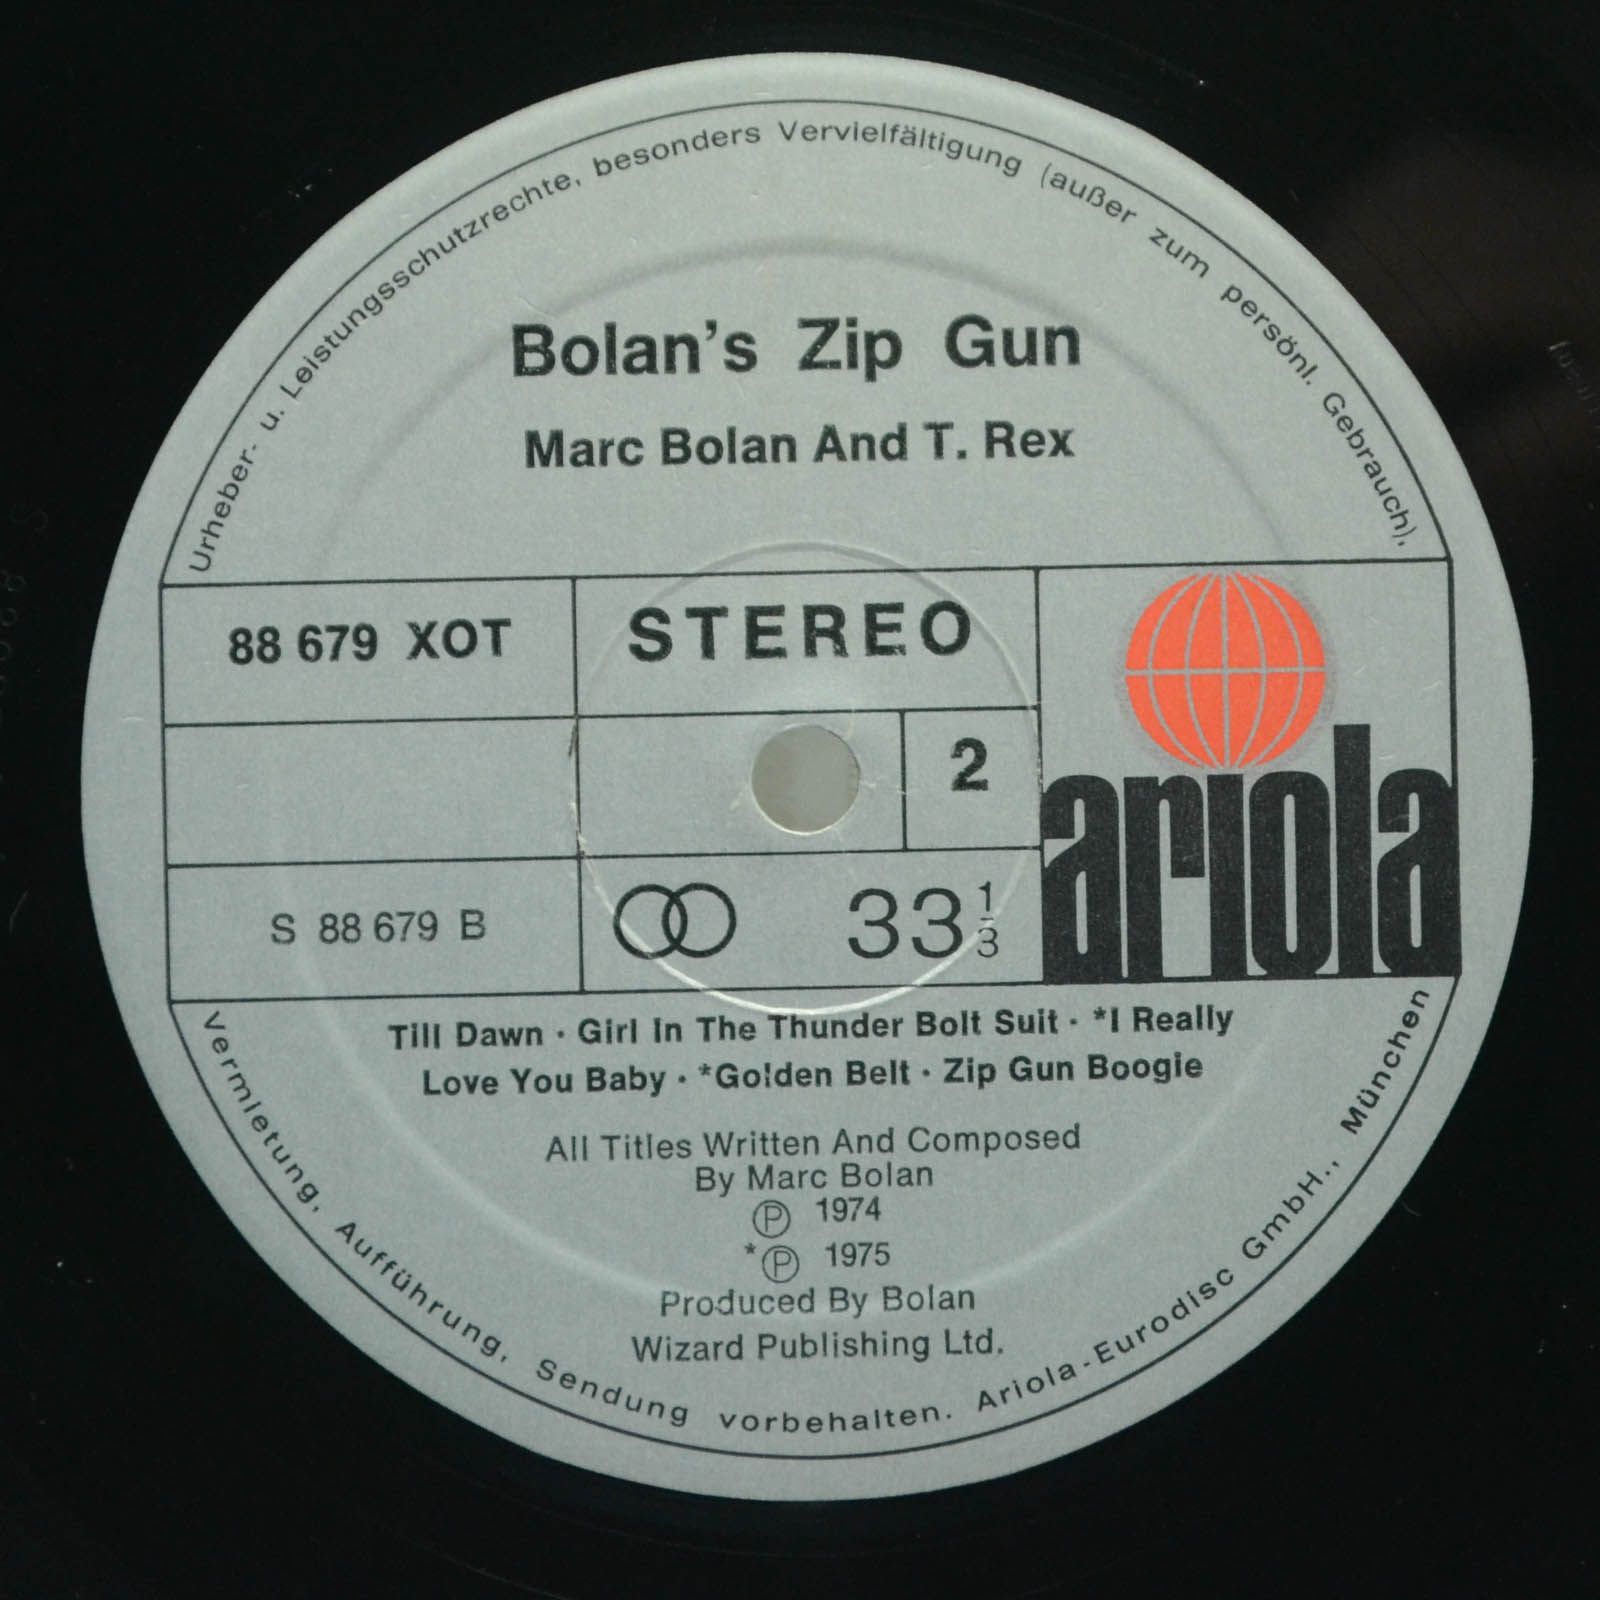 Urheber- u. Leistungsschutzrechte, besonders Vervielfältigung (außer zum persönl. Gebrauch),
Bolan's Zip Gun
Marc Bolan And T. Rex
88 679 XOT
STEREO
2
ariola
S 88 679 B
33 1/3
Till Dawn · Girl In The Thunder Bolt Suit · *I Really
Love You Baby · *Golden Belt · Zip Gun Boogie
All Titles Written And Composed
By Marc Bolan
Ⓟ 1974
*Ⓟ 1975
Produced By Bolan
Wizard Publishing Ltd.
Vermietung, Aufführung, Sendung vorbehalten. Ariola-Eurodisc GmbH., München